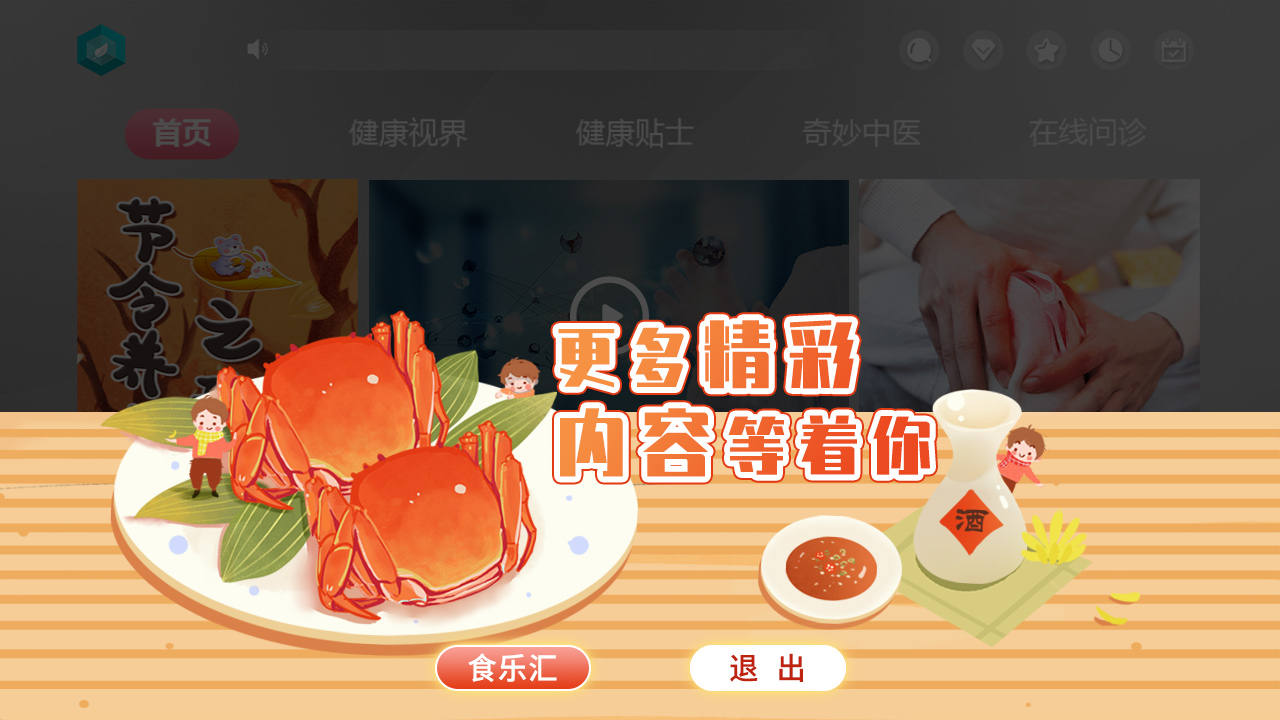 首页 健康视界 健康贴士 奇妙中医 在线问诊
节令养
之
更多精彩
内容等着你
酒
食乐汇 退出